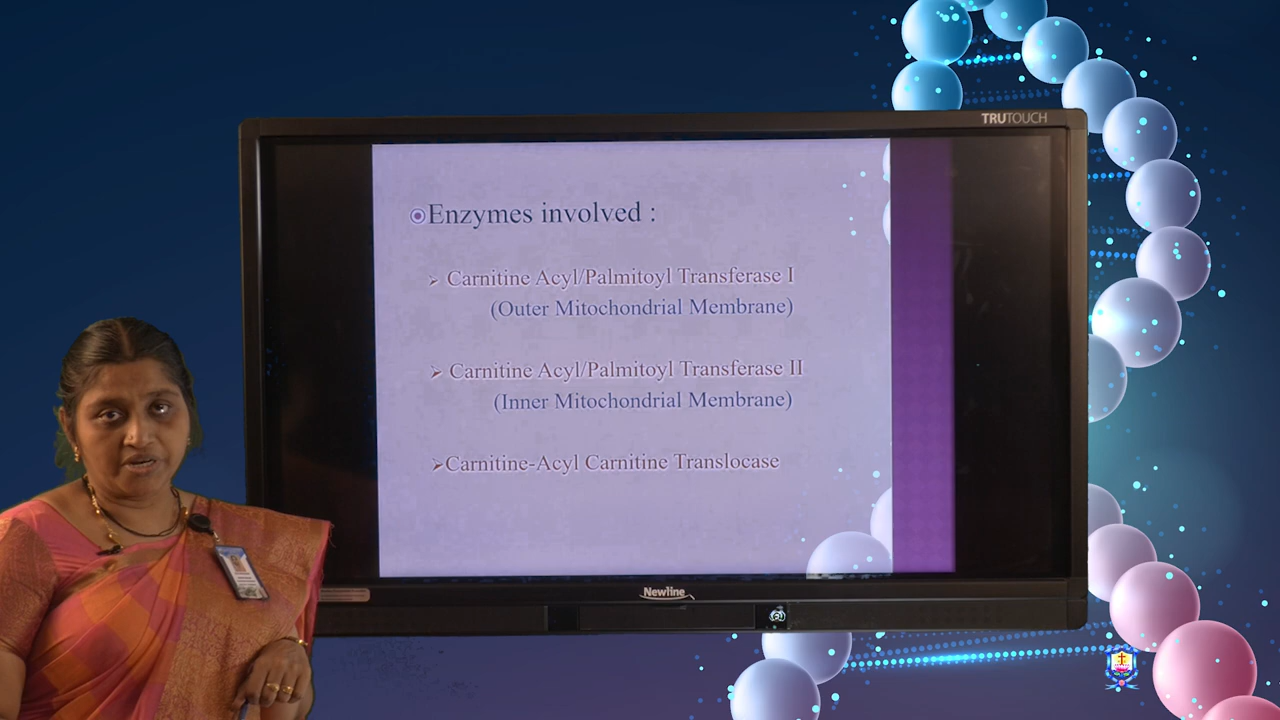 TRUTOUCH
Enzymes involved :
Carnitine Acyl/Palmitoyl Transferase I
(Outer Mitochondrial Membrane)
Carnitine Acyl/Palmitoyl Transferase II
(Inner Mitochondrial Membrane)
Carnitine-Acyl Carnitine Translocase
Newline